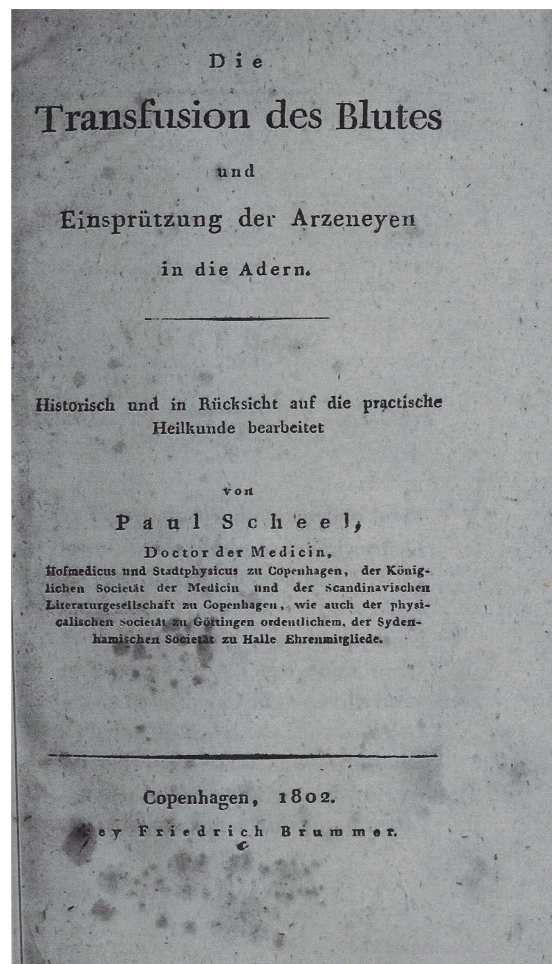 Die
Transfusion des Blutes
und
Einsprützung der Arzeneyen
in die Adern.
Historisch und in Rücksicht auf die practische
Heilkunde bearbeitet
von
Paul Scheel,
Doctor der Medicin,
Hofmedicus und Stadtphysicus zu Copenhagen, der König-
lichen Societät der Medicin und der Scandinavischen
Literaturgesellschaft zu Copenhagen, wie auch der physi-
calischen Societät zu Göttingen ordentlichem, der Syden-
hamischen Societät zu Halle Ehrenmitgliede.
Copenhagen, 1802.
bey Friedrich Brummer.